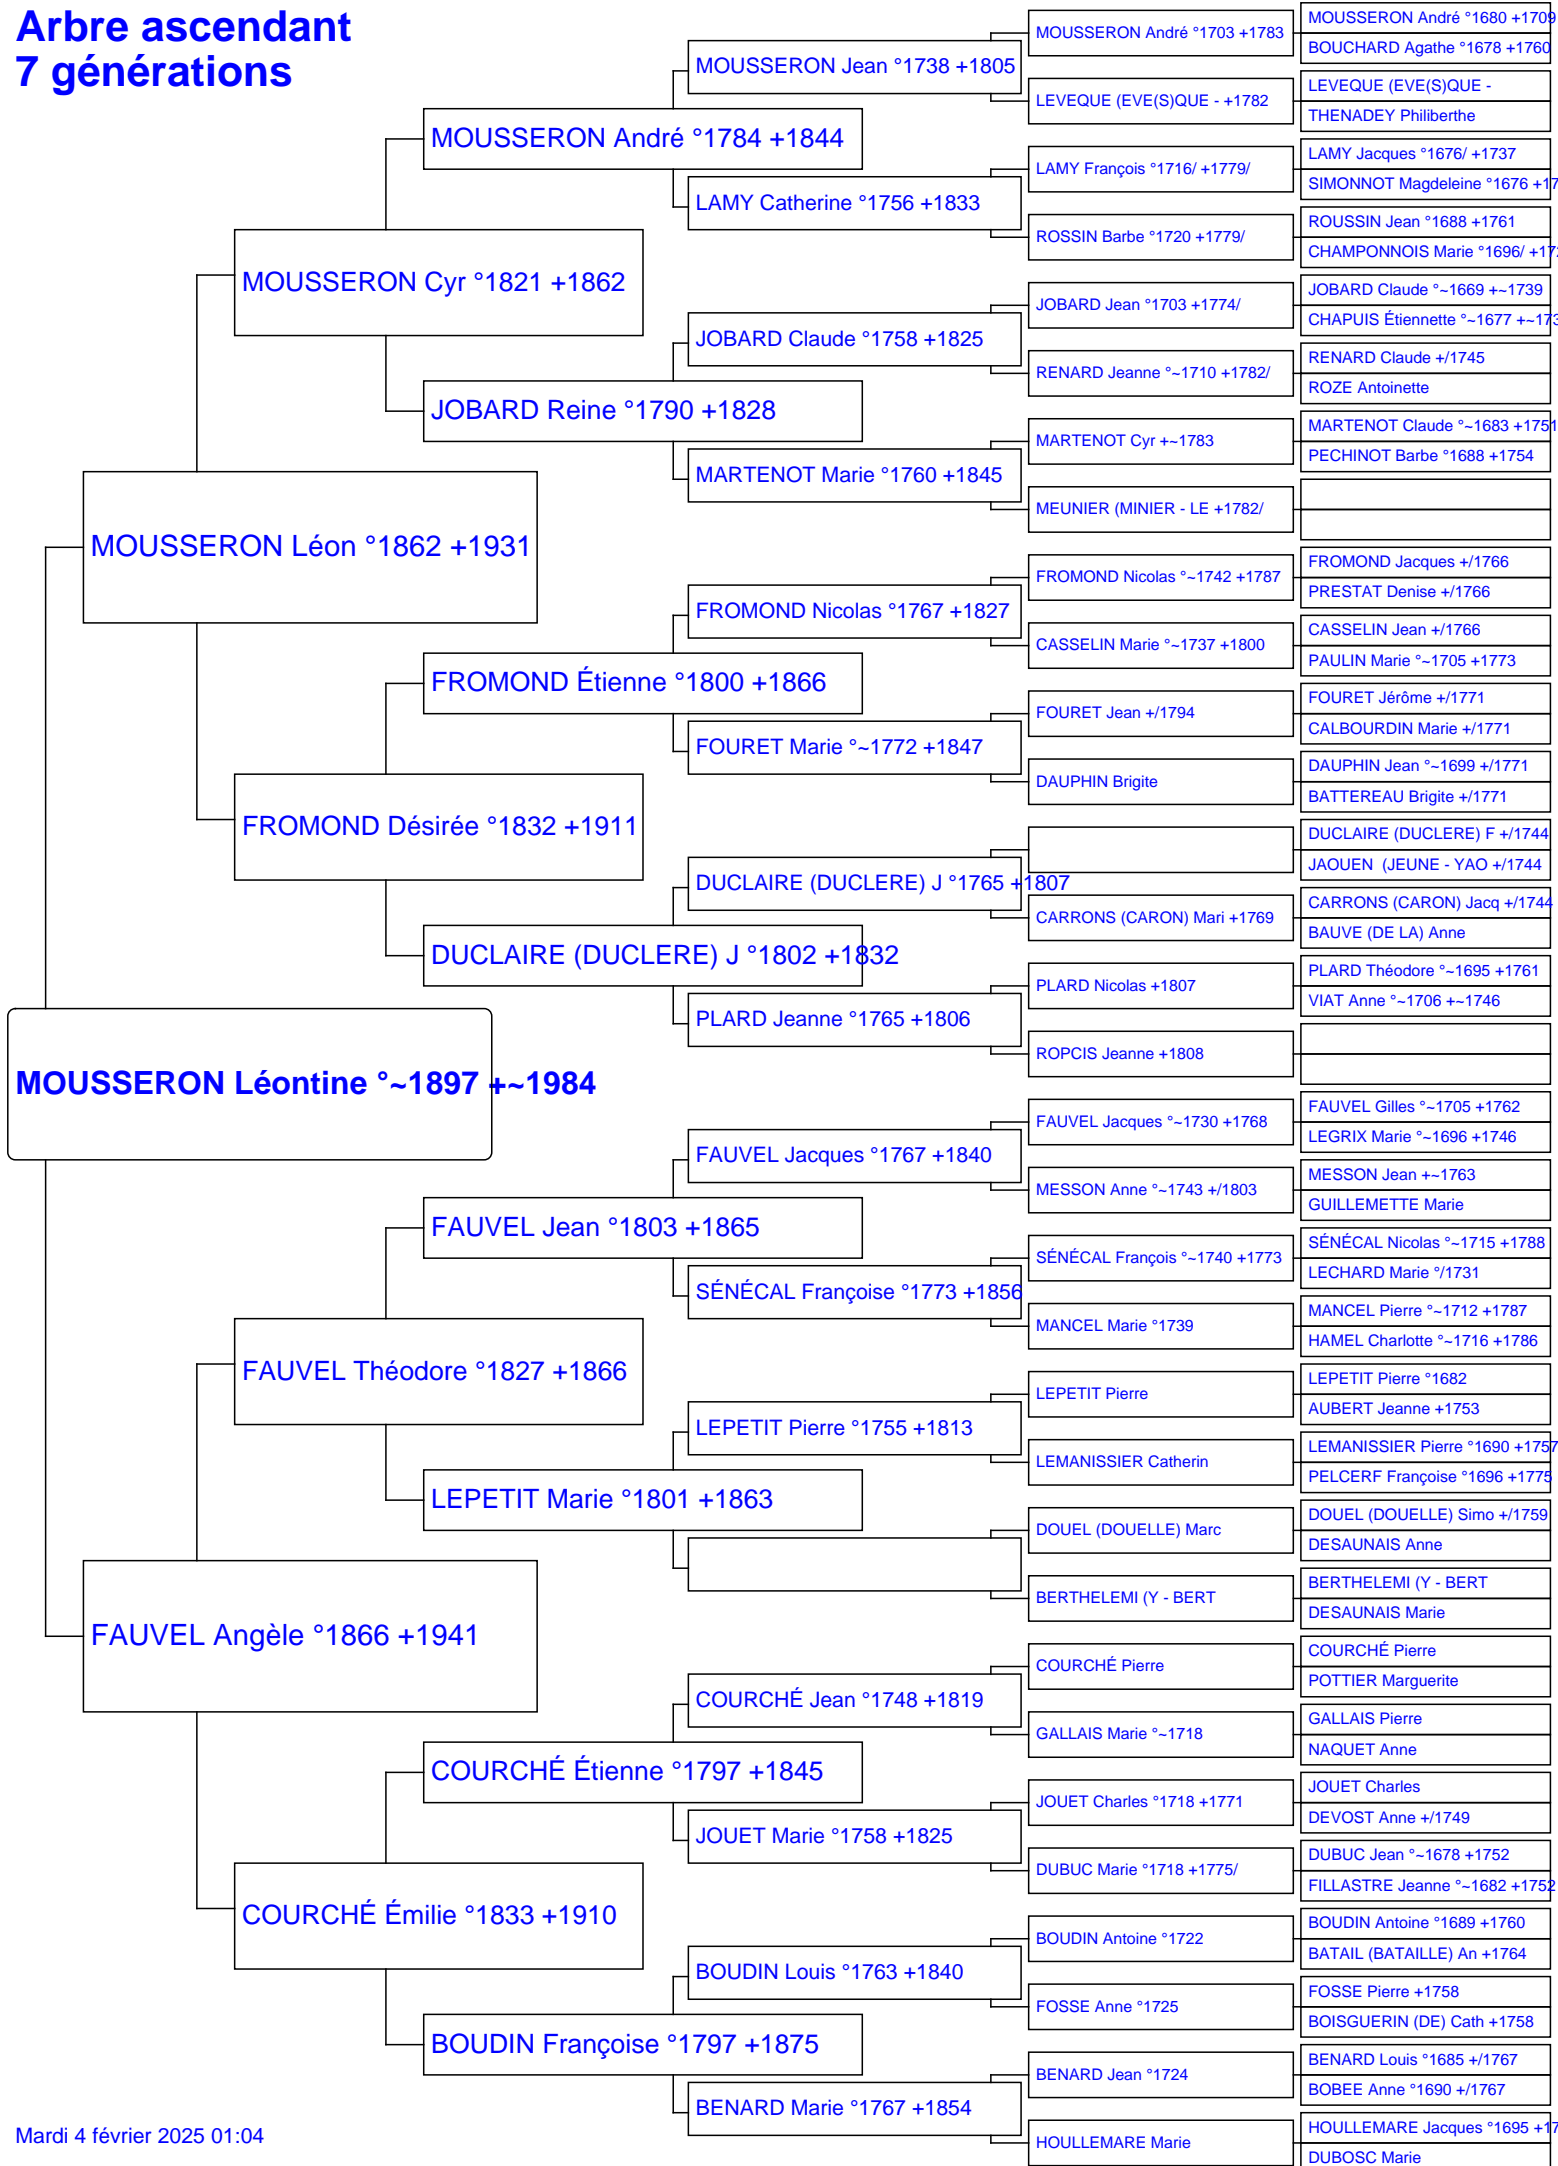 Arbre ascendant
7 générations
MOUSSERON Léontine °~1897 +~1984
MOUSSERON Léon °1862 +1931
FAUVEL Angèle °1866 +1941
MOUSSERON Cyr °1821 +1862
FROMOND Désirée °1832 +1911
FAUVEL Théodore °1827 +1866
COURCHÉ Émilie °1833 +1910
MOUSSERON André °1784 +1844
JOBARD Reine °1790 +1828
FROMOND Étienne °1800 +1866
DUCLAIRE (DUCLERE) J °1802 +1832
FAUVEL Jean °1803 +1865
LEPETIT Marie °1801 +1863
COURCHÉ Étienne °1797 +1845
BOUDIN Françoise °1797 +1875
MOUSSERON Jean °1738 +1805
LAMY Catherine °1756 +1833
JOBARD Claude °1758 +1825
MARTENOT Marie °1760 +1845
FROMOND Nicolas °1767 +1827
FOURET Marie °~1772 +1847
DUCLAIRE (DUCLERE) J °1765 +1807
PLARD Jeanne °1765 +1806
FAUVEL Jacques °1767 +1840
SÉNÉCAL Françoise °1773 +1856
LEPETIT Pierre °1755 +1813
COURCHÉ Jean °1748 +1819
JOUET Marie °1758 +1825
BOUDIN Louis °1763 +1840
BENARD Marie °1767 +1854
MOUSSERON André °1703 +1783
LEVEQUE (EVE(S)QUE - +1782
LAMY François °1716/ +1779/
ROSSIN Barbe °1720 +1779/
JOBARD Jean °1703 +1774/
RENARD Jeanne °~1710 +1782/
MARTENOT Cyr +~1783
MEUNIER (MINIER - LE +1782/
FROMOND Nicolas °~1742 +1787
CASSELIN Marie °~1737 +1800
FOURET Jean +/1794
DAUPHIN Brigite
CARRONS (CARON) Mari +1769
PLARD Nicolas +1807
ROPCIS Jeanne +1808
FAUVEL Jacques °~1730 +1768
MESSON Anne °~1743 +/1803
SÉNÉCAL François °~1740 +1773
MANCEL Marie °1739
LEPETIT Pierre
LEMANISSIER Catherin
DOUEL (DOUELLE) Marc
BERTHELEMI (Y - BERT
COURCHÉ Pierre
GALLAIS Marie °~1718
JOUET Charles °1718 +1771
DUBUC Marie °1718 +1775/
BOUDIN Antoine °1722
FOSSE Anne °1725
BENARD Jean °1724
HOULLEMARE Marie
MOUSSERON André °1680 +1709
BOUCHARD Agathe °1678 +1760
LEVEQUE (EVE(S)QUE -
THENADEY Philiberthe
LAMY Jacques °1676/ +1737
SIMONNOT Magdeleine °1676 +17
ROUSSIN Jean °1688 +1761
CHAMPONNOIS Marie °1696/ +172
JOBARD Claude °~1669 +~1739
CHAPUIS Étiennette °~1677 +~173
RENARD Claude +/1745
ROZE Antoinette
MARTENOT Claude °~1683 +1751
PECHINOT Barbe °1688 +1754
FROMOND Jacques +/1766
PRESTAT Denise +/1766
CASSELIN Jean +/1766
PAULIN Marie °~1705 +1773
FOURET Jérôme +/1771
CALBOURDIN Marie +/1771
DAUPHIN Jean °~1699 +/1771
BATTEREAU Brigite +/1771
DUCLAIRE (DUCLERE) F +/1744
JAOUEN (JEUNE - YAO +/1744
CARRONS (CARON) Jacq +/1744
BAUVE (DE LA) Anne
PLARD Théodore °~1695 +1761
VIAT Anne °~1706 +~1746
FAUVEL Gilles °~1705 +1762
LEGRIX Marie °~1696 +1746
MESSON Jean +~1763
GUILLEMETTE Marie
SÉNÉCAL Nicolas °~1715 +1788
LECHARD Marie °/1731
MANCEL Pierre °~1712 +1787
HAMEL Charlotte °~1716 +1786
LEPETIT Pierre °1682
AUBERT Jeanne +1753
LEMANISSIER Pierre °1690 +1757
PELCERF Françoise °1696 +1775
DOUEL (DOUELLE) Simo +/1759
DESAUNAIS Anne
BERTHELEMI (Y - BERT
DESAUNAIS Marie
COURCHÉ Pierre
POTTIER Marguerite
GALLAIS Pierre
NAQUET Anne
JOUET Charles
DEVOST Anne +/1749
DUBUC Jean °~1678 +1752
FILLASTRE Jeanne °~1682 +1752
BOUDIN Antoine °1689 +1760
BATAIL (BATAILLE) An +1764
FOSSE Pierre +1758
BOISGUERIN (DE) Cath +1758
BENARD Louis °1685 +/1767
BOBEE Anne °1690 +/1767
HOULLEMARE Jacques °1695 +17
DUBOSC Marie
Mardi 4 février 2025 01:04